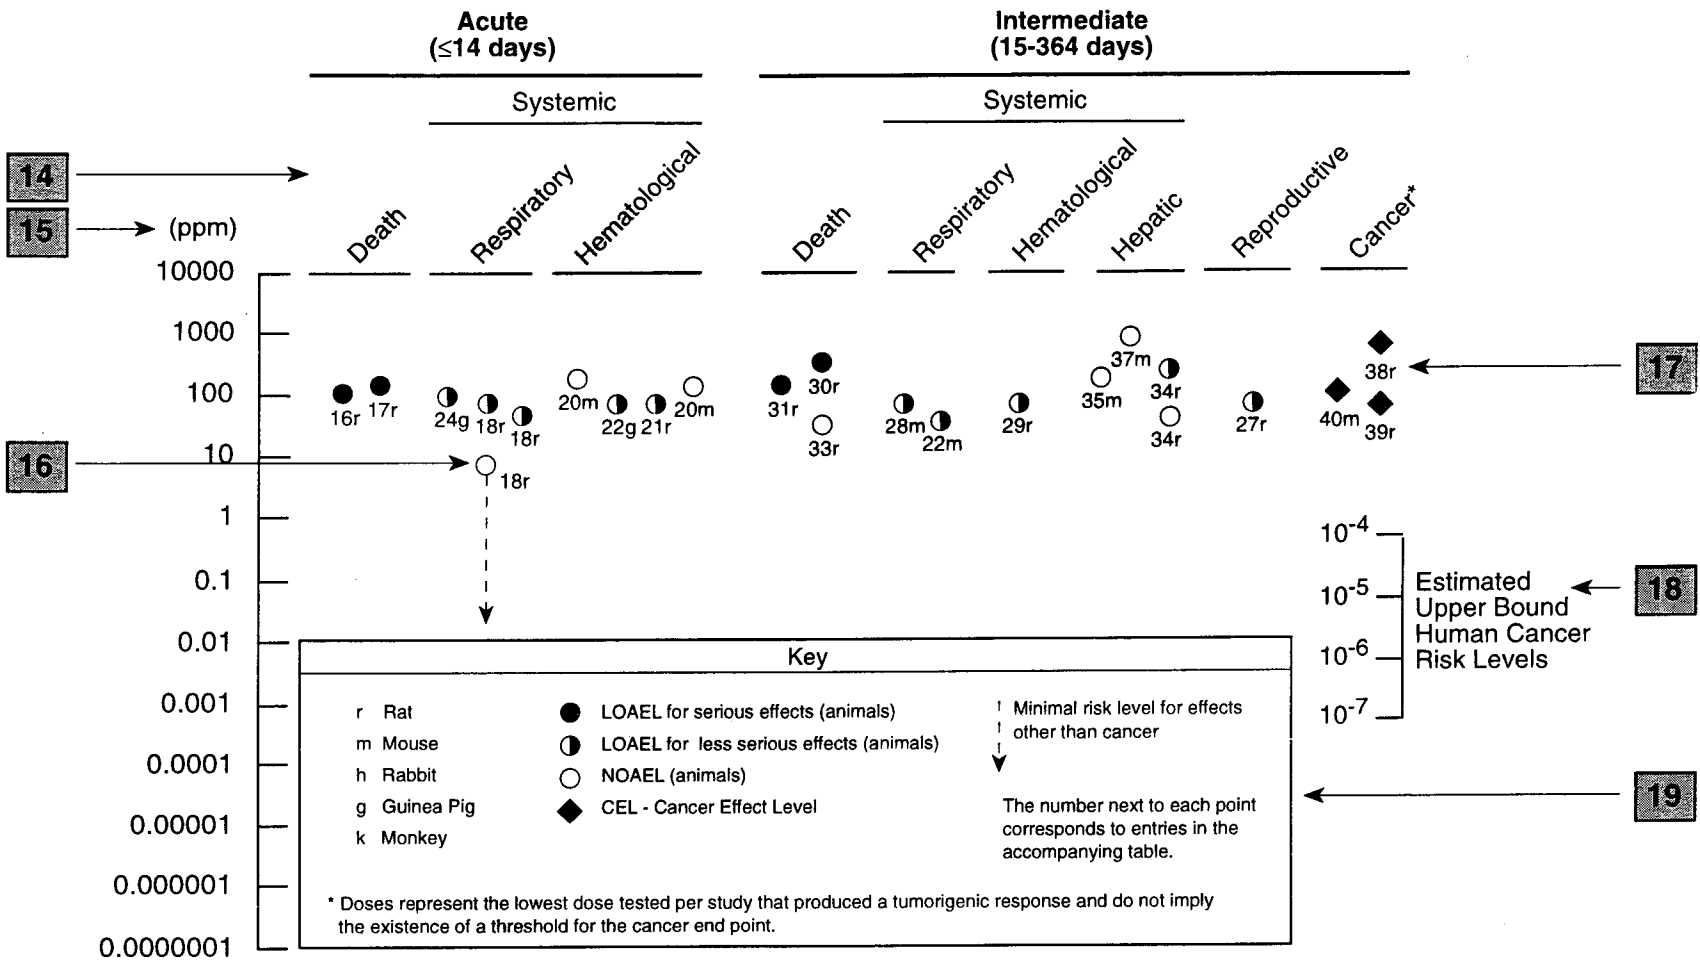 Acute
(≤14 days)
Intermediate
(15-364 days)
Systemic
Systemic
14
15
(ppm)
Death
Respiratory
Hematological
Death
Respiratory
Hematological
Hepatic
Reproductive
Cancer*
10000
1000
100
10
1
0.1
0.01
0.001
0.0001
0.00001
0.000001
0.0000001
16r
17r
24g
18r
18r
18r
20m
22g
21r
20m
31r
30r
33r
28m
22m
29r
35m
37m
34r
34r
27r
40m
38r
39r
16
17
10-4
10-5
10-6
10-7
Estimated
Upper Bound
Human Cancer
Risk Levels
18
Key
r Rat
m Mouse
h Rabbit
g Guinea Pig
k Monkey
LOAEL for serious effects (animals)
LOAEL for less serious effects (animals)
NOAEL (animals)
CEL - Cancer Effect Level
Minimal risk level for effects
other than cancer
The number next to each point
corresponds to entries in the
accompanying table.
* Doses represent the lowest dose tested per study that produced a tumorigenic response and do not imply
the existence of a threshold for the cancer end point.
19